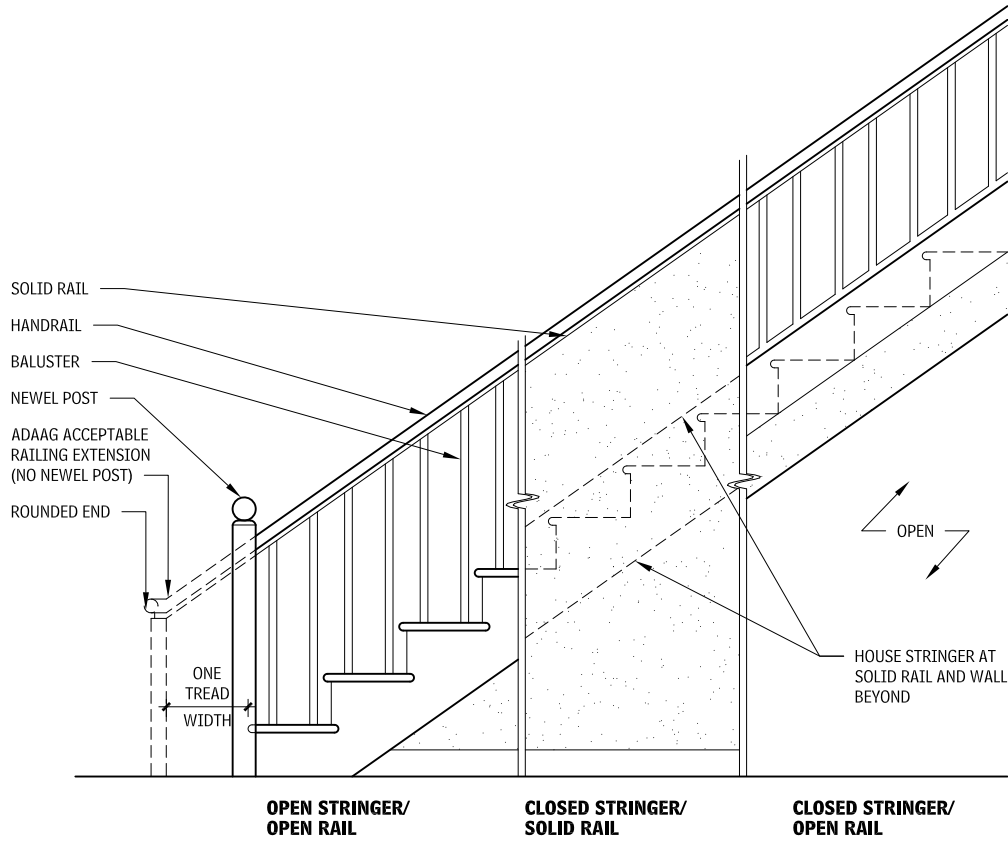 SOLID RAIL
HANDRAIL
BALUSTER
NEWEL POST
ADAAG ACCEPTABLE
RAILING EXTENSION
(NO NEWEL POST)
ROUNDED END
ONE
TREAD
WIDTH
OPEN
HOUSE STRINGER AT
SOLID RAIL AND WALL
BEYOND
OPEN STRINGER/
OPEN RAIL
CLOSED STRINGER/
SOLID RAIL
CLOSED STRINGER/
OPEN RAIL